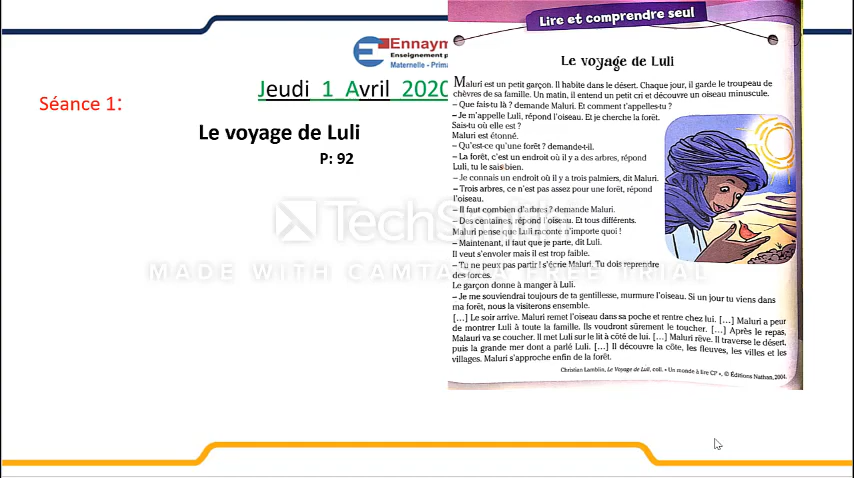 Ennaym
Enseignement p
Maternelle - Prima
Jeudi 1 Avril 2020
Séance 1:
Le voyage de Luli
P: 92
Lire et comprendre seul
Le voyage de Luli
Maluri est un petit garçon. Il habite dans le désert. Chaque jour, il garde le troupeau de
chèvres de sa famille. Un matin, il entend un petit cri et découvre un oiseau minuscule.
– Que fais-tu là ? demande Maluri. Et comment t'appelles-tu ?
– Je m'appelle Luli, répond l'oiseau. Et je cherche la forêt.
Sais-tu où elle est ?
Maluri est étonné.
– Qu'est-ce qu'une forêt ? demande-t-il.
– La forêt, c'est un endroit où il y a des arbres, répond
Luli, tu le sais bien.
– Je connais un endroit où il y a trois palmiers, dit Maluri.
– Trois arbres, ce n'est pas assez pour une forêt, répond
l'oiseau.
– Il faut combien d'arbres ? demande Maluri.
– Des centaines, répond l'oiseau. Et tous différents.
Maluri pense que Luli raconte n'importe quoi !
– Maintenant, il faut que je parte, dit Luli.
Il veut s'envoler mais il est trop faible.
– Tu ne peux pas partir ! s'écrie Maluri. Tu dois reprendre
des forces.
Le garçon donne à manger à Luli.
– Je me souviendrai toujours de ta gentillesse, murmure l'oiseau. Si un jour tu viens dans
ma forêt, nous la visiterons ensemble.
[…] Le soir arrive. Maluri remet l'oiseau dans sa poche et rentre chez lui. […] Maluri a peur
de montrer Luli à toute la famille. Ils voudront sûrement le toucher. […] Après le repas,
Malauri va se coucher. Il met Luli sur le lit à côté de lui. […] Maluri rêve. Il traverse le désert,
puis la grande mer dont a parlé Luli. […] Il découvre la côte, les fleuves, les villes et les
villages. Maluri s'approche enfin de la forêt.
Christian Lamblin, Le Voyage de Luli, coll. « Un monde à lire CP », © Éditions Nathan, 2004.
TechSmith
MADE WITH CAMTASIA FREE TRIAL